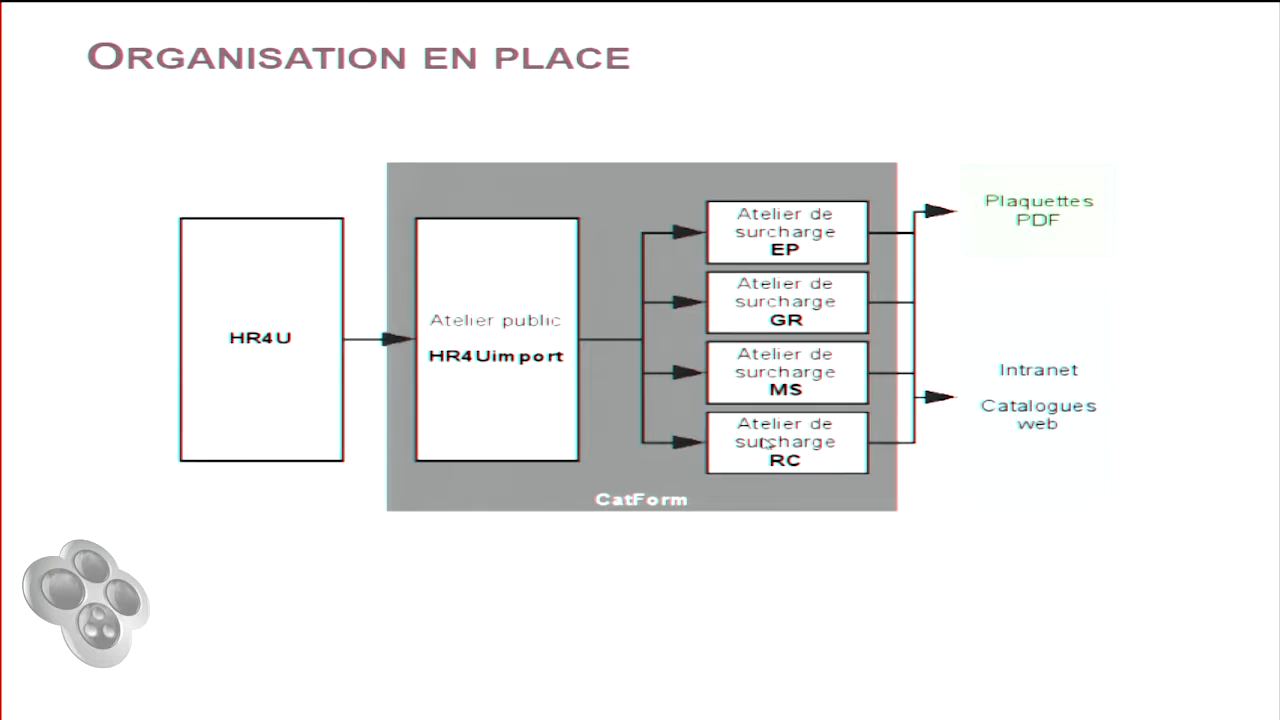 ORGANISATION EN PLACE
HR4U
Atelier public
HR4Uimport
Atelier de
surcharge
EP
Atelier de
surcharge
GR
Atelier de
surcharge
MS
Atelier de
surcharge
RC
CatForm
Plaquettes
PDF
Intranet
Catalogues
web